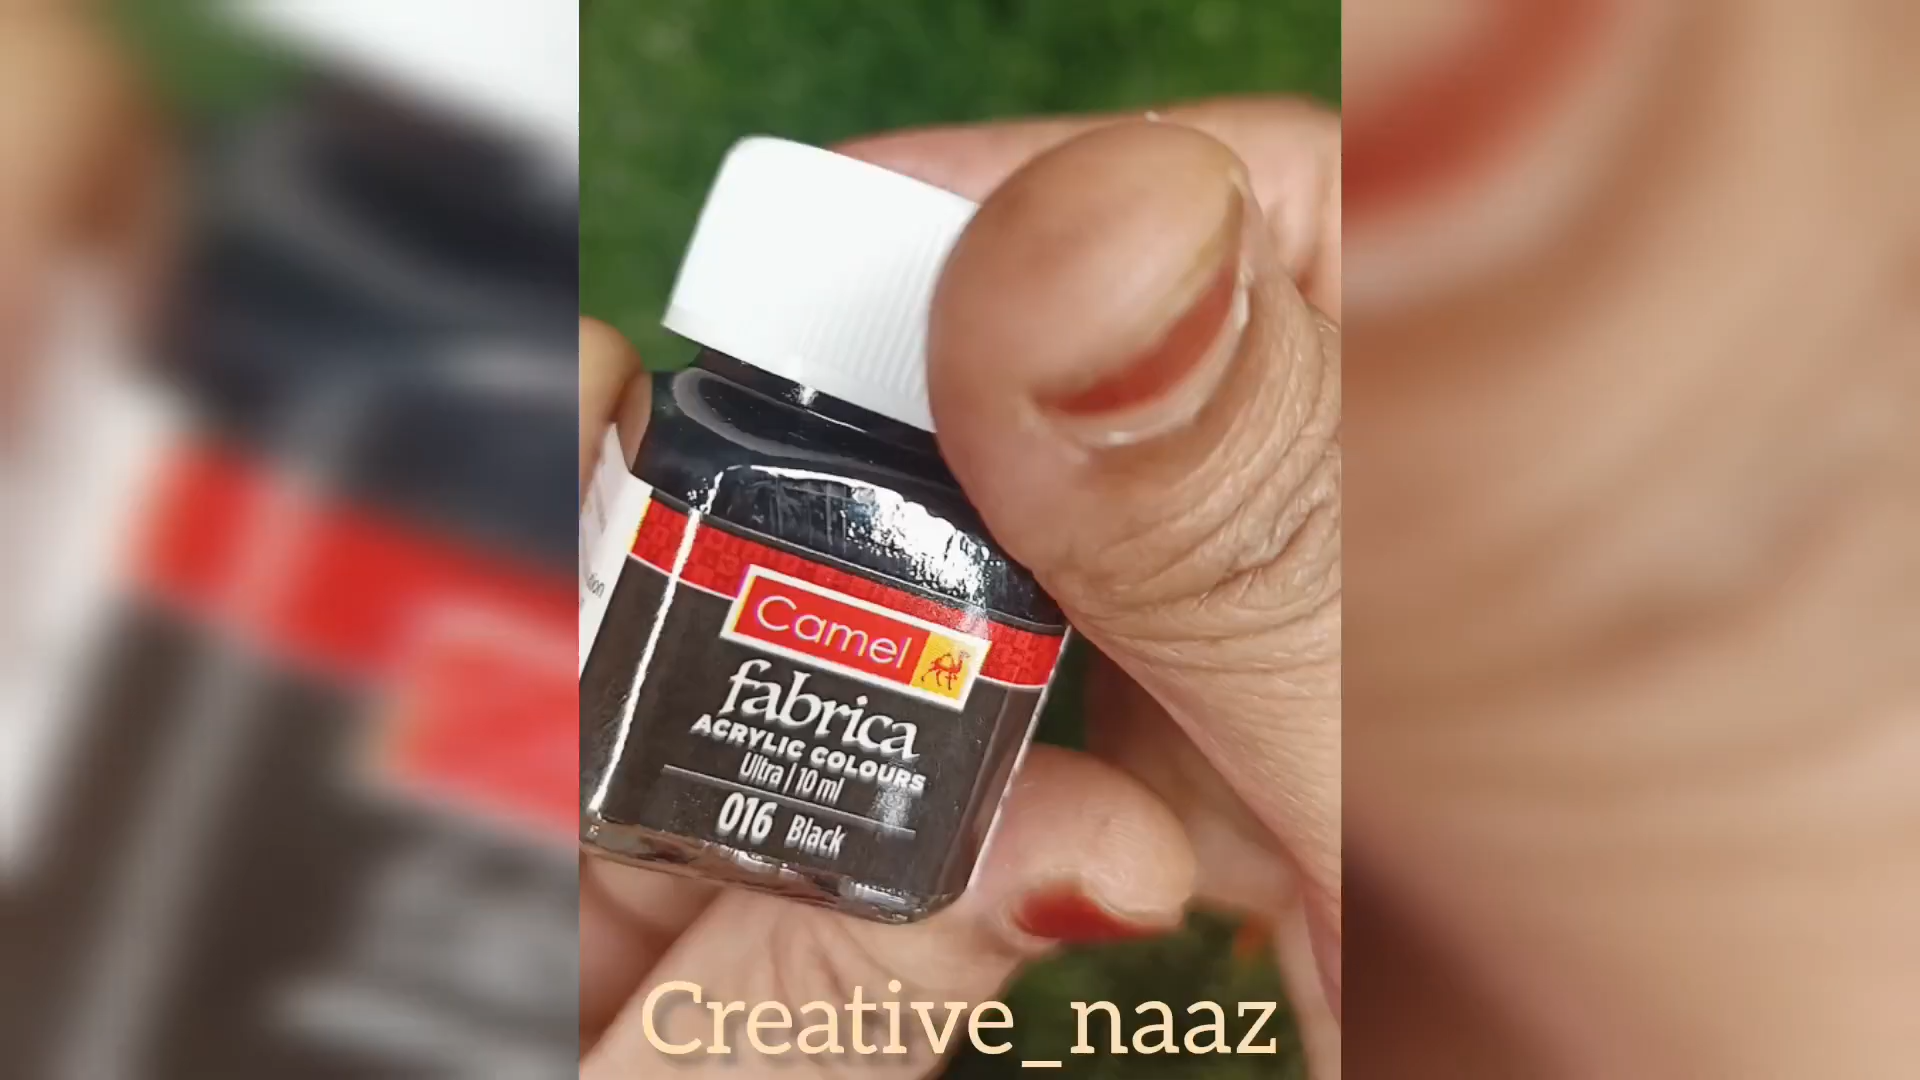 Camel
fabrica
ACRYLIC COLOURS
Ultra | 10 ml
016 Black
Creative_naaz